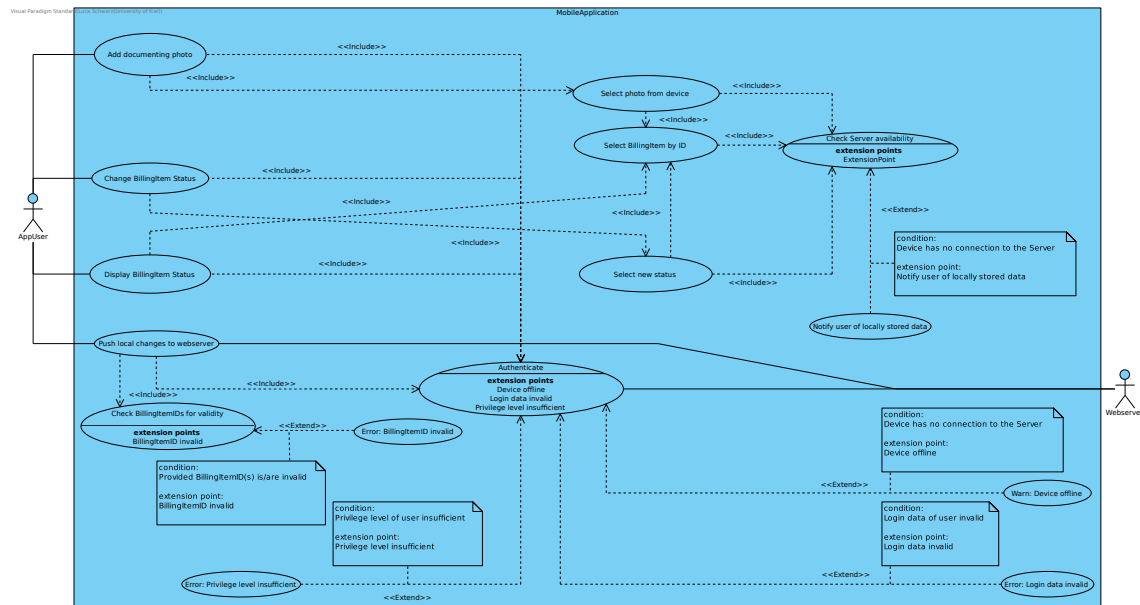 MobileApplication
Add documenting photo
<<Include>>
<<Include>>
Select photo from device
<<Include>>
<<Include>>
Select BillingItem by ID
<<Include>>
Check Server availability
extension points
ExtensionPoint
Change BillingItem Status
<<Include>>
<<Include>>
<<Include>>
<<Extend>>
AppUser
<<Include>>
condition:
Device has no connection to the Server
extension point:
Notify user of locally stored data
Display BillingItem Status
<<Include>>
Select new status
<<Include>>
Notify user of locally stored data
Push local changes to webserver
Authenticate
extension points
Device offline
Login data invalid
Privilege level insufficient
<<Include>>
<<Include>>
Webserve
Check BillingItemIDs for validity
extension points
BillingItemID invalid
<<Extend>>
Error: BillingItemID invalid
condition:
Device has no connection to the Server
extension point:
Device offline
condition:
Provided BillingItemID(s) is/are invalid
extension point:
BillingItemID invalid
<<Extend>>
Warn: Device offline
condition:
Privilege level of user insufficient
extension point:
Privilege level insufficient
condition:
Login data of user invalid
extension point:
Login data invalid
Error: Privilege level insufficient
<<Extend>>
<<Extend>>
Error: Login data invalid